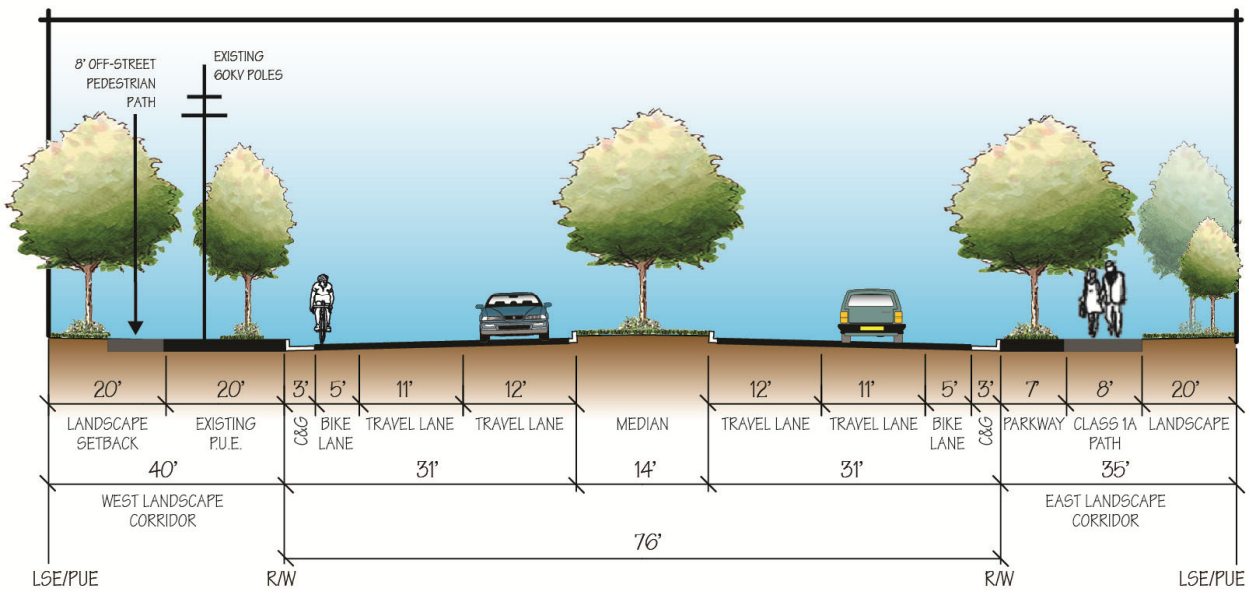 8' OFF-STREET
PEDESTRIAN
PATH
EXISTING
60KV POLES
20' 20' 3' 5' 11' 12' 12' 11' 5' 3' 7' 8' 20'
LANDSCAPE
SETBACK
EXISTING
P.U.E.
C&G
BIKE
LANE
TRAVEL LANE
TRAVEL LANE
MEDIAN
TRAVEL LANE
TRAVEL LANE
BIKE
LANE
C&G
PARKWAY
CLASS 1A
PATH
LANDSCAPE
40' 31' 14' 31' 35'
WEST LANDSCAPE
CORRIDOR
EAST LANDSCAPE
CORRIDOR
76'
LSE/PUE R/W R/W LSE/PUE